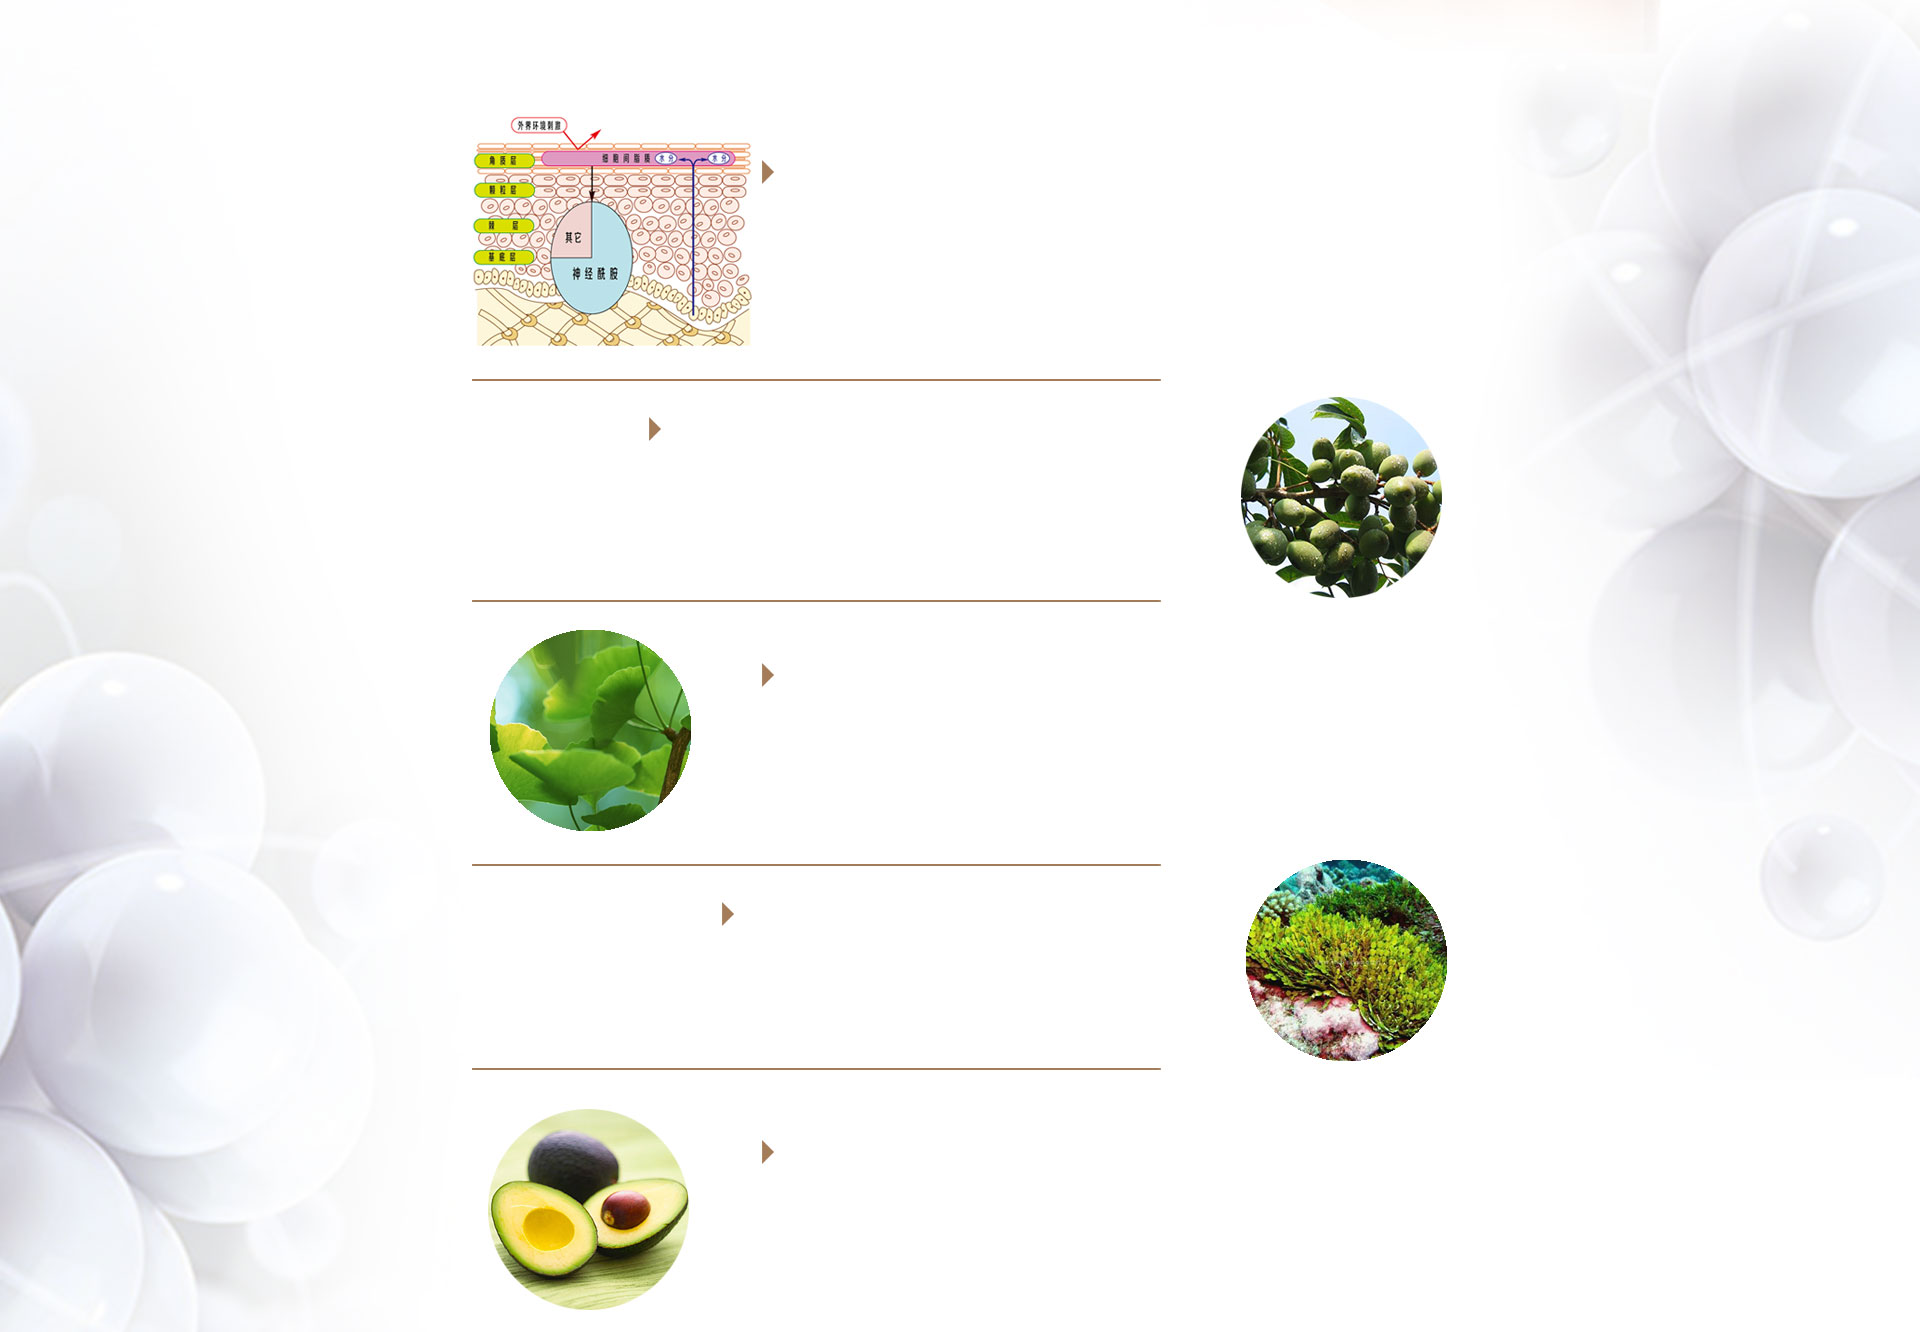 外界环境刺激
角质层
细胞间脂质 水分 水分
颗粒层
棘层
其它
基底层
神经酰胺